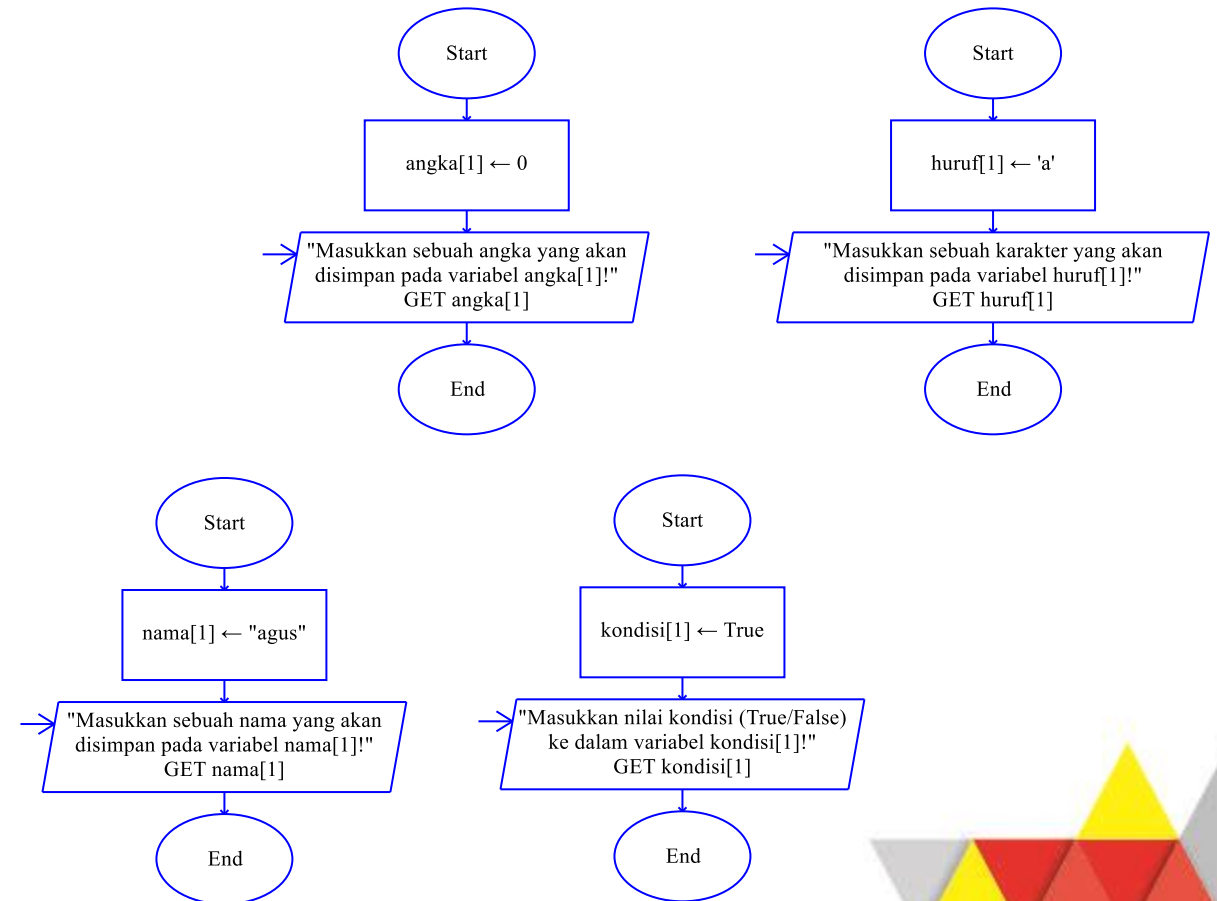 Start
angka[1] ← 0
"Masukkan sebuah angka yang akan
disimpan pada variabel angka[1]!"
GET angka[1]
End
Start
huruf[1] ← 'a'
"Masukkan sebuah karakter yang akan
disimpan pada variabel huruf[1]!"
GET huruf[1]
End
Start
nama[1] ← "agus"
"Masukkan sebuah nama yang akan
disimpan pada variabel nama[1]!"
GET nama[1]
End
Start
kondisi[1] ← True
"Masukkan nilai kondisi (True/False)
ke dalam variabel kondisi[1]!"
GET kondisi[1]
End